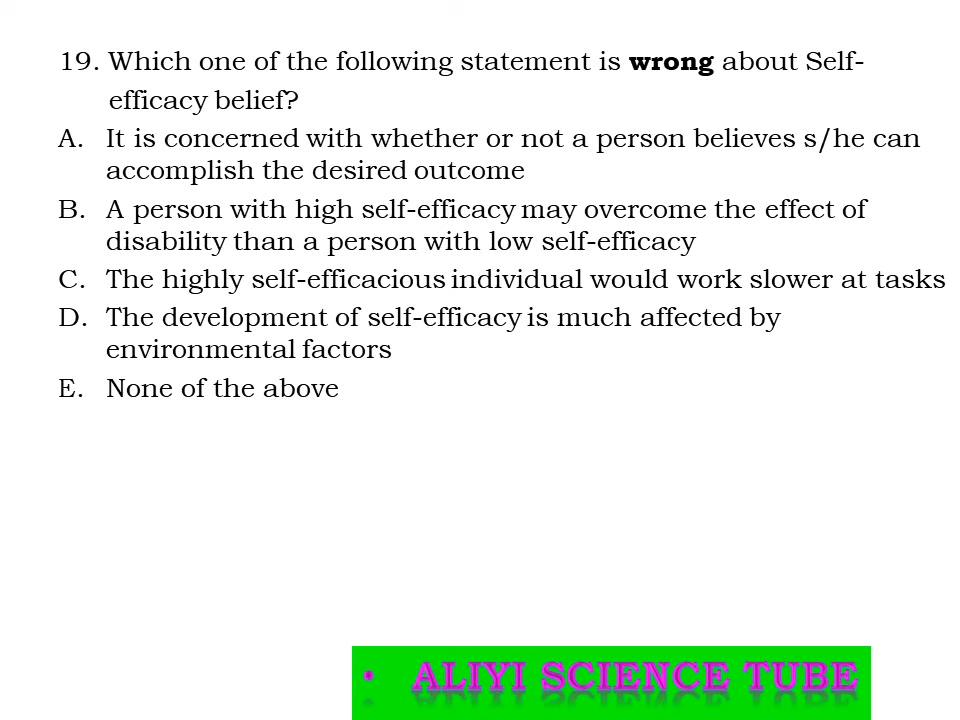 19. Which one of the following statement is wrong about Self-
efficacy belief?
A. It is concerned with whether or not a person believes s/he can
accomplish the desired outcome
B. A person with high self-efficacy may overcome the effect of
disability than a person with low self-efficacy
C. The highly self-efficacious individual would work slower at tasks
D. The development of self-efficacy is much affected by
environmental factors
E. None of the above
• ALIYI SCIENCE TUBE